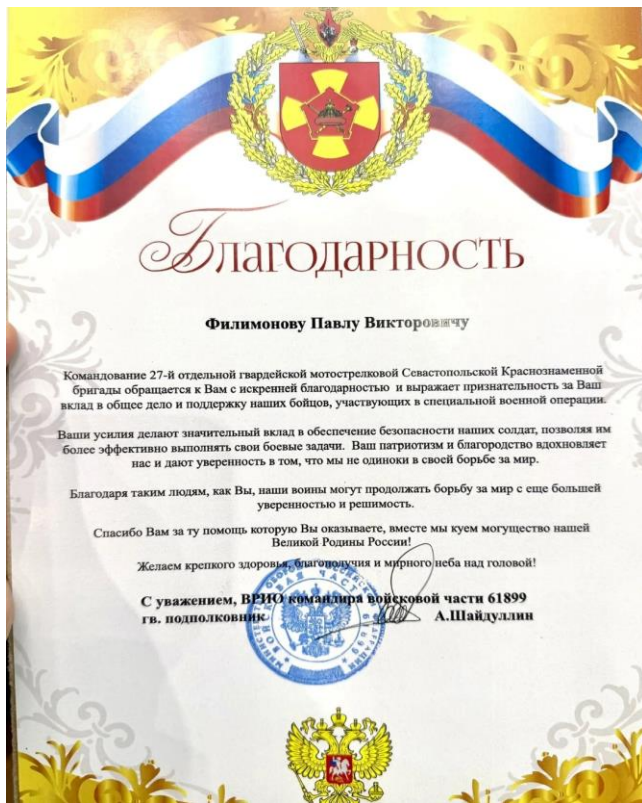 Благодарность
Филимонову Павлу Викторовичу
Командование 27-й отдельной гвардейской мотострелковой Севастопольской Краснознаменной
бригады обращается к Вам с искренней благодарностью и выражает признательность за Ваш
вклад в общее дело и поддержку наших бойцов, участвующих в специальной военной операции.
Ваши усилия делают значительный вклад в обеспечение безопасности наших солдат, позволяя им
более эффективно выполнять свои боевые задачи. Ваш патриотизм и благородство вдохновляет
нас и дают уверенность в том, что мы не одиноки в своей борьбе за мир.
Благодаря таким людям, как Вы, наши воины могут продолжать борьбу за мир с еще большей
уверенностью и решимость.
Спасибо Вам за ту помощь которую Вы оказываете, вместе мы куем могущество нашей
Великой Родины России!
Желаем крепкого здоровья, благополучия и мирного неба над головой!
С уважением, ВРИО командира войсковой части 61899
гв. подполковник А.Шайдуллин